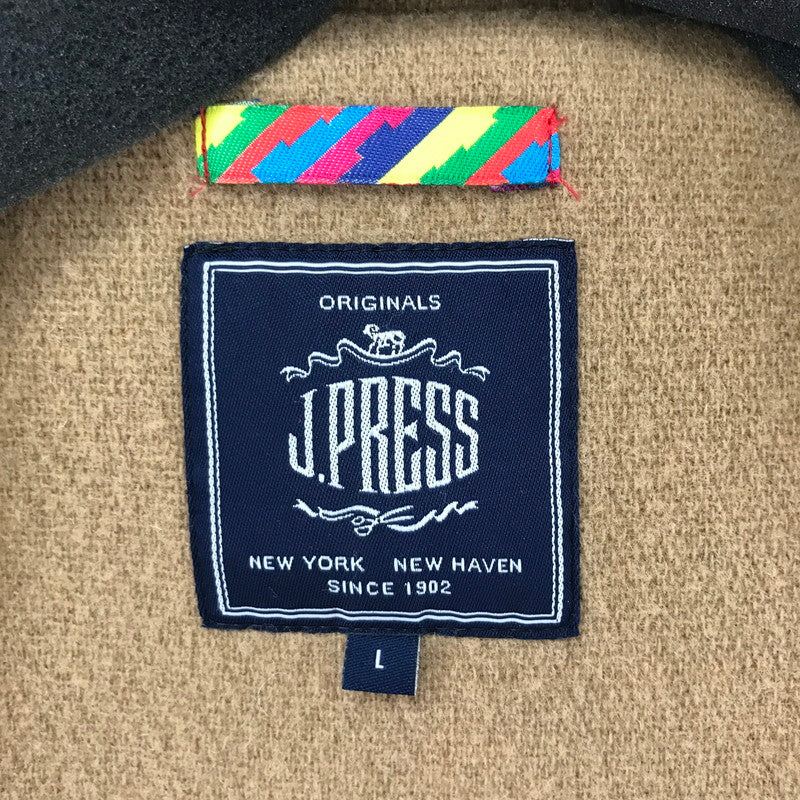 ORIGINALS
J.PRESS
NEW YORK NEW HAVEN
SINCE 1902
L